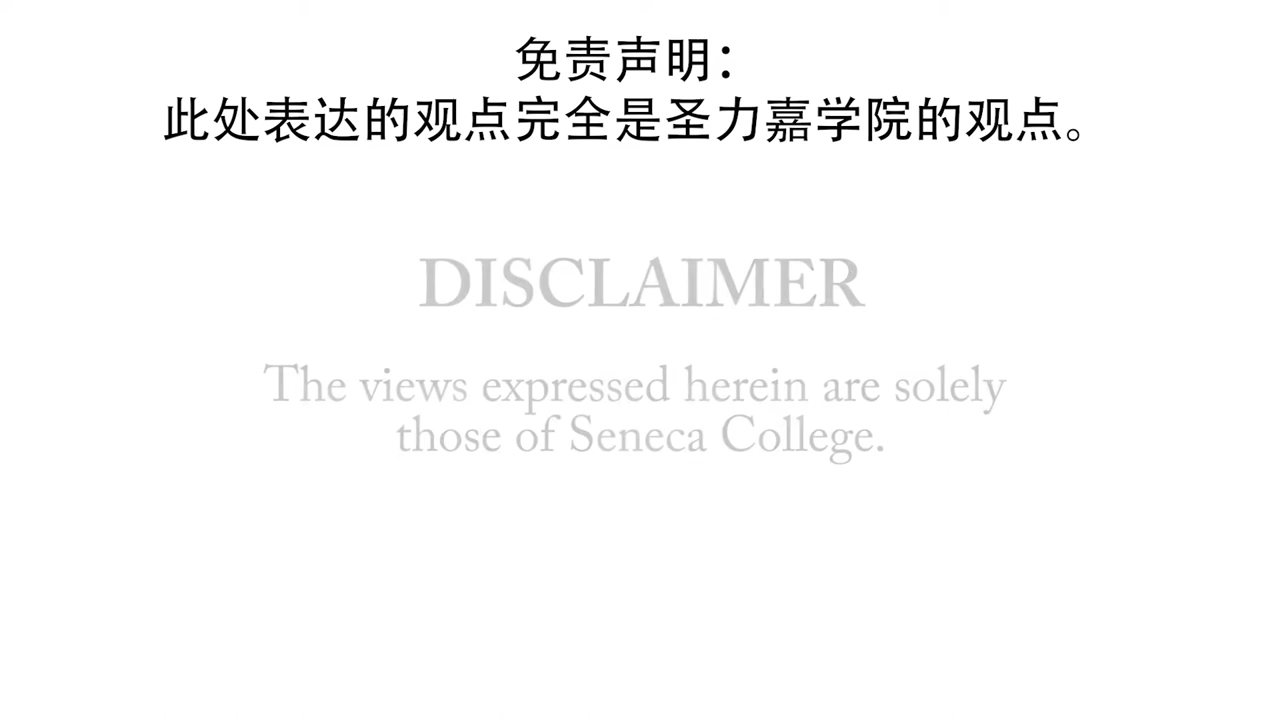 免责声明：
此处表达的观点完全是圣力嘉学院的观点。
DISCLAIMER
The views expressed herein are solely
those of Seneca College.